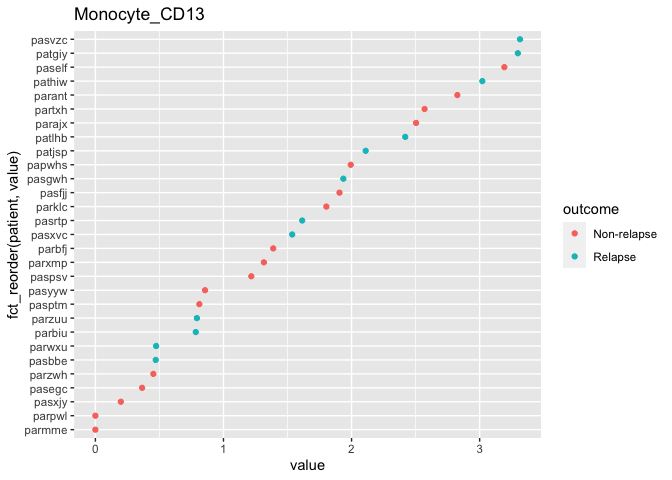 Monocyte_CD13
fct_reorder(patient, value)
pasvzc
patgiy
paself
pathiw
parant
partxh
parajx
patlhb
patjsp
papwhs
pasgwh
pasfjj
parklc
pasrtp
pasxvc
parbfj
parxmp
paspsv
pasyyw
pasptm
parzuu
parbiu
parwxu
pasbbe
parzwh
pasegc
pasxjy
parpwl
parmme
0 1 2 3
value
outcome
Non-relapse
Relapse